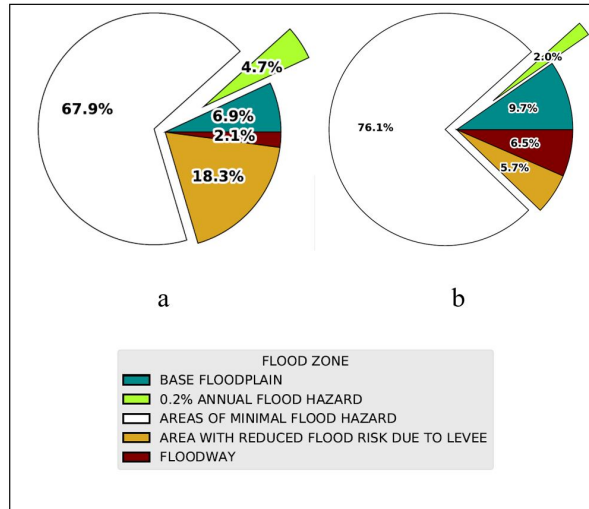 4.7%
67.9%
6.9%
2.1%
18.3%
2.0%
9.7%
76.1%
6.5%
5.7%
a
b
FLOOD ZONE
BASE FLOODPLAIN
0.2% ANNUAL FLOOD HAZARD
AREAS OF MINIMAL FLOOD HAZARD
AREA WITH REDUCED FLOOD RISK DUE TO LEVEE
FLOODWAY